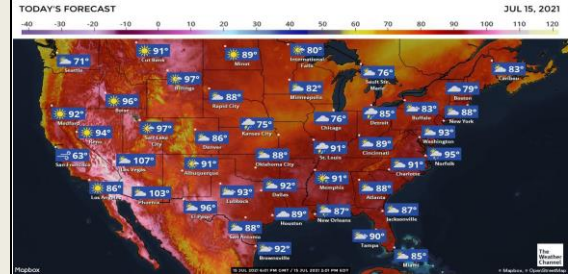 TODAY'S FORECAST
JUL 15, 2021
-40 -30 -20 -10 0 10 20 30 40 50 60 70 80 90 100 110 120
71°
Seattle
91°
Cut Bank
89°
Minot
80°
International Falls
76°
Sault Ste. Marie
83°
Caribou
97°
Billings
82°
Minneapolis
79°
Boston
92°
Medford
96°
Boise
88°
Rapid City
76°
Chicago
85°
Detroit
83°
Buffalo
88°
New York
94°
Reno
97°
Salt Lake City
86°
Denver
75°
Kansas City
91°
St. Louis
89°
Cincinnati
93°
Washington
95°
Norfolk
63°
San Francisco
107°
Las Vegas
91°
Albuquerque
88°
Oklahoma City
91°
Memphis
91°
Charlotte
86°
Los Angeles
103°
Phoenix
96°
El Paso
93°
Lubbock
92°
Dallas
88°
Atlanta
88°
San Antonio
89°
Houston
87°
New Orleans
87°
Jacksonville
92°
Brownsville
90°
Tampa
85°
Miami
The
Weather
Channel
Mapbox
© Mapbox, © OpenStreetMap